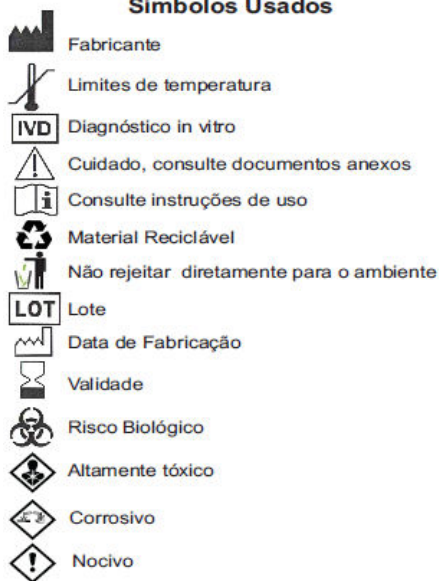 Símbolos Usados
Fabricante
Limites de temperatura
IVD Diagnóstico in vitro
Cuidado, consulte documentos anexos
i Consulte instruções de uso
Material Reciclável
Não rejeitar diretamente para o ambiente
LOT Lote
Data de Fabricação
Validade
Risco Biológico
Altamente tóxico
Corrosivo
Nocivo